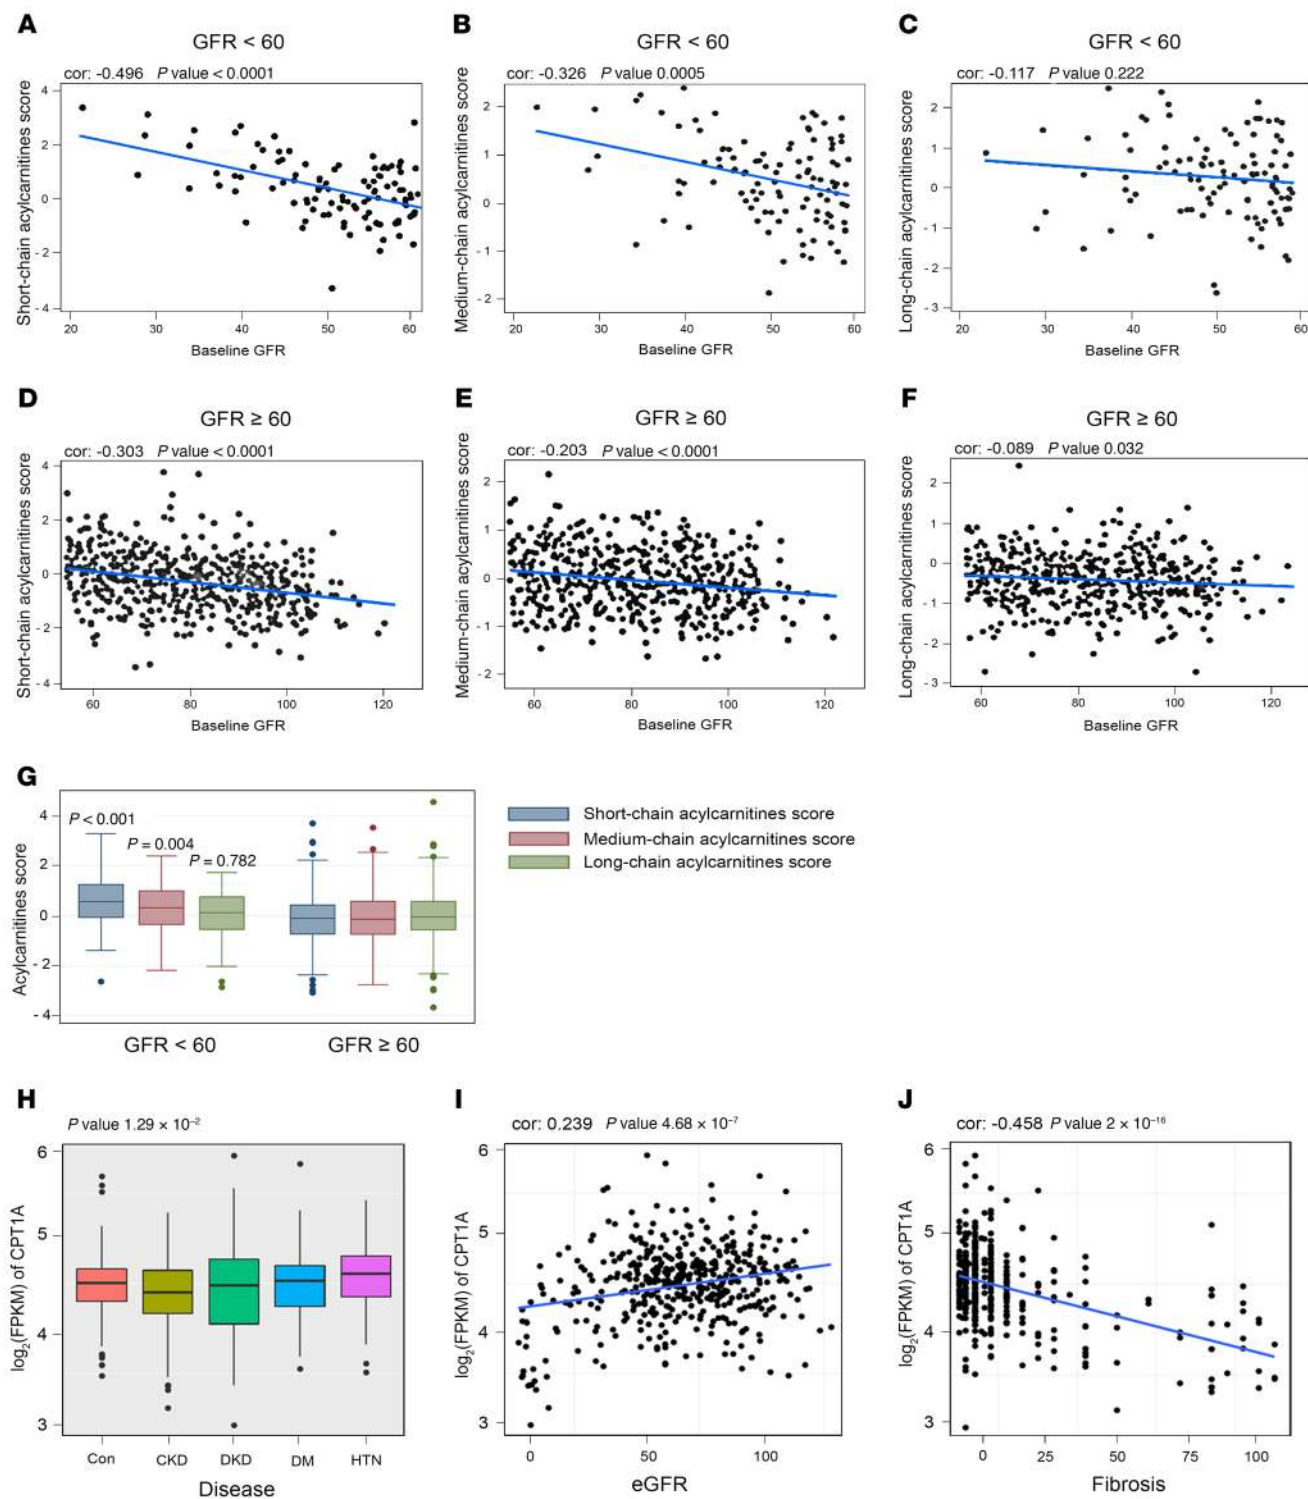 A
GFR < 60
cor: -0.496 P value < 0.0001
Short-chain acylcarnitines score
4
2
0
- 2
- 4
20 30 40 50 60
Baseline GFR
B
GFR < 60
cor: -0.326 P value 0.0005
Medium-chain acylcarnitines score
2
1
0
- 1
- 2
20 30 40 50 60
Baseline GFR
C
GFR < 60
cor: -0.117 P value 0.222
Long-chain acylcarnitines score
2
1
0
- 1
- 2
- 3
20 30 40 50 60
Baseline GFR
D
GFR ≥ 60
cor: -0.303 P value < 0.0001
Short-chain acylcarnitines score
4
2
0
- 2
- 4
60 80 100 120
Baseline GFR
E
GFR ≥ 60
cor: -0.203 P value < 0.0001
Medium-chain acylcarnitines score
2
1
0
- 1
- 2
60 80 100 120
Baseline GFR
F
GFR ≥ 60
cor: -0.089 P value 0.032
Long-chain acylcarnitines score
2
1
0
- 1
- 2
- 3
60 80 100 120
Baseline GFR
G
Acylcarnitines score
4
2
0
- 2
- 4
P < 0.001
P = 0.004
P = 0.782
GFR < 60 GFR ≥ 60
Short-chain acylcarnitines score
Medium-chain acylcarnitines score
Long-chain acylcarnitines score
H
P value 1.29 × 10⁻²
log₂(FPKM) of CPT1A
6
5
4
3
Con CKD DKD DM HTN
Disease
I
cor: 0.239 P value 4.68 × 10⁻⁷
log₂(FPKM) of CPT1A
6
5
4
3
0 50 100
eGFR
J
cor: -0.458 P value 2 × 10⁻¹⁶
log₂(FPKM) of CPT1A
6
5
4
3
0 25 50 75 100
Fibrosis